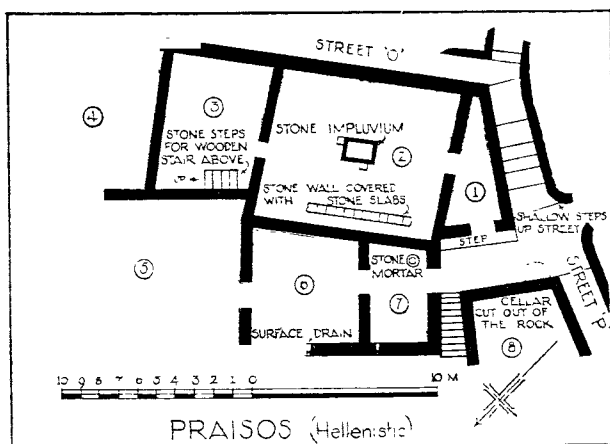 STREET 'O'
3
4
STONE STEPS
FOR WOODEN
STAIR ABOVE
UP
STONE IMPLUVIUM
2
STONE WALL COVERED
WITH STONE SLABS
1
SHALLOW STEPS
UP STREET
STEP
STONE
MORTAR
5
6
7
STREET 'P'
CELLAR
CUT OUT OF
THE ROCK
8
SURFACE DRAIN
10 9 8 7 6 5 4 3 2 1 0 10 M
PRAISOS (Hellenistic)